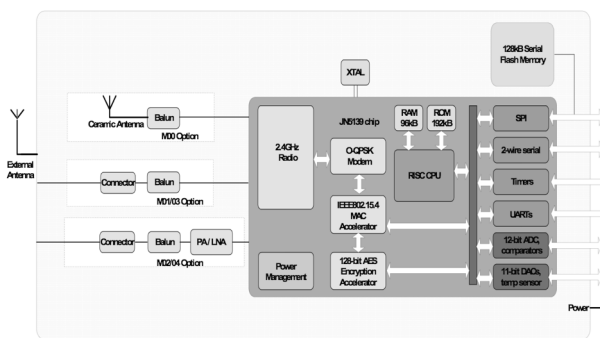 128kB Serial
Flash Memory
XTAL
JN5139 chip
RAM
96kB
ROM
192kB
SPI
Ceramic Antenna
Balun
M00 Option
2.4GHz
Radio
O-QPSK
Modem
RISC CPU
2-wire serial
External
Antenna
Connector
Balun
M01/03 Option
Timers
IEEE802.15.4
MAC
Accelerator
UARTs
Connector
Balun
PA / LNA
M02/04 Option
12-bit ADC,
comparators
Power
Management
128-bit AES
Encryption
Accelerator
11-bit DACs,
temp sensor
Power